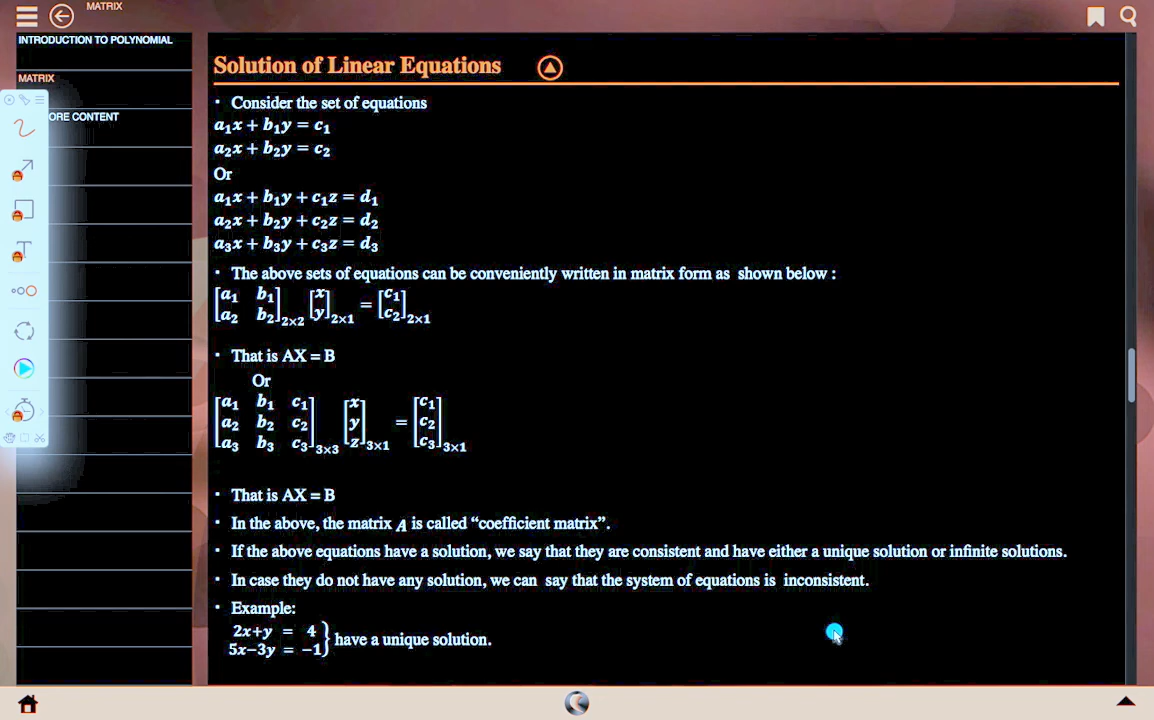 MATRIX
INTRODUCTION TO POLYNOMIAL
MATRIX
ORE CONTENT
Solution of Linear Equations
• Consider the set of equations
a₁x + b₁y = c₁
a₂x + b₂y = c₂
Or
a₁x + b₁y + c₁z = d₁
a₂x + b₂y + c₂z = d₂
a₃x + b₃y + c₃z = d₃
• The above sets of equations can be conveniently written in matrix form as shown below :
[a₁ b₁] [x] = [c₁]
[a₂ b₂]₂ₓ₂ [y]₂ₓ₁ [c₂]₂ₓ₁
• That is AX = B
Or
[a₁ b₁ c₁] [x] [c₁]
[a₂ b₂ c₂] [y] = [c₂]
[a₃ b₃ c₃]₃ₓ₃ [z]₃ₓ₁ [c₃]₃ₓ₁
• That is AX = B
• In the above, the matrix A is called “coefficient matrix”.
• If the above equations have a solution, we say that they are consistent and have either a unique solution or infinite solutions.
• In case they do not have any solution, we can say that the system of equations is inconsistent.
• Example:
2x+y = 4
5x−3y = −1} have a unique solution.